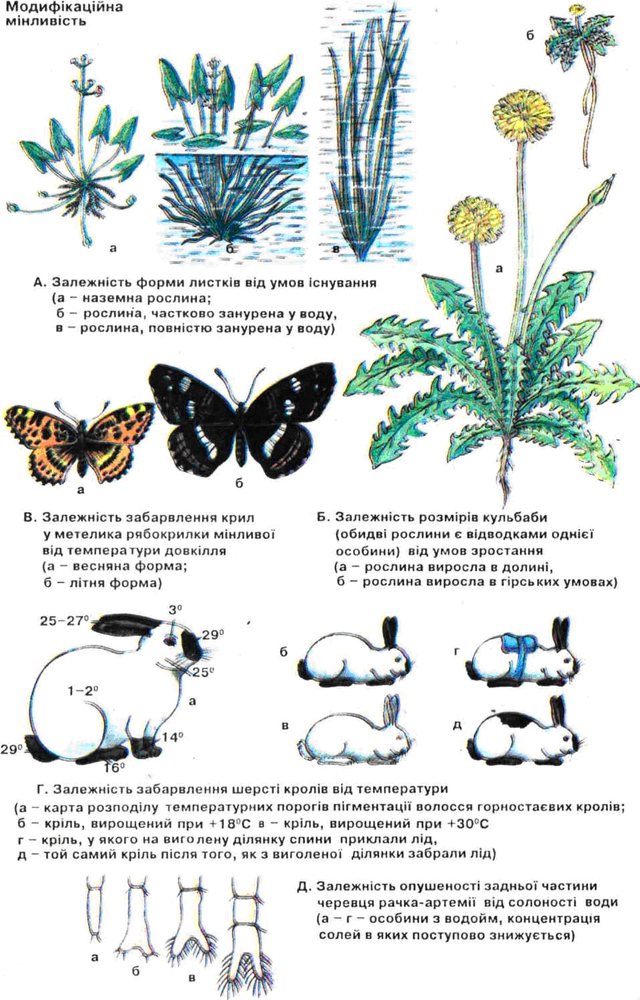 Модифікаційна
мінливість
б
а
б
в
а
А. Залежність форми листків від умов існування
(а – наземна рослина;
б – рослина, частково занурена у воду,
в – рослина, повністю занурена у воду)
а
б
В. Залежність забарвлення крил
у метелика рябокрилки мінливої
від температури довкілля
(а – весняна форма;
б – літня форма)
Б. Залежність розмірів кульбаби
(обидві рослини є відводками однієї
особини) від умов зростання
(а – рослина виросла в долині,
б – рослина виросла в гірських умовах)
25–27°
3°
29°
25°
1–2°
а
14°
29°
16°
б
г
в
д
Г. Залежність забарвлення шерсті кролів від температури
(а – карта розподілу температурних порогів пігментації волосся горностаєвих кролів;
б – кріль, вирощений при +18°С в – кріль, вирощений при +30°С
г – кріль, у якого на виголену ділянку спини приклали лід,
д – той самий кріль після того, як з виголеної ділянки забрали лід)
а
б
в
Д. Залежність опушеності задньої частини
черевця рачка-артемії від солоності води
(а – г – особини з водойм, концентрація
солей в яких поступово знижується)